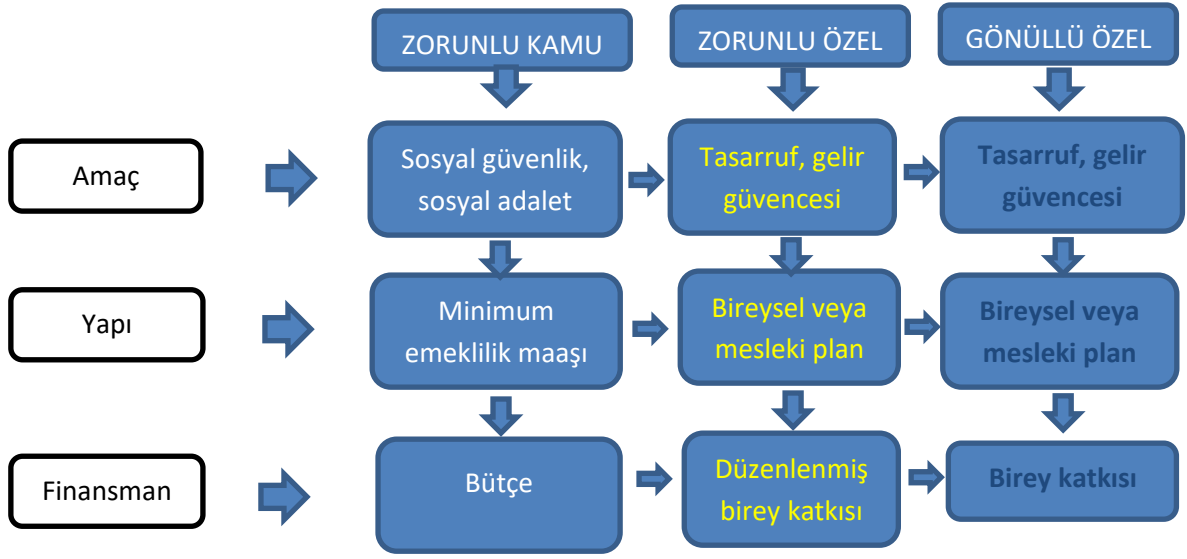 ZORUNLU KAMU
ZORUNLU ÖZEL
GÖNÜLLÜ ÖZEL
Amaç
Sosyal güvenlik,
sosyal adalet
Tasarruf, gelir
güvencesi
Tasarruf, gelir
güvencesi
Yapı
Minimum
emeklilik maaşı
Bireysel veya
mesleki plan
Bireysel veya
mesleki plan
Finansman
Bütçe
Düzenlenmiş
birey katkısı
Birey katkısı